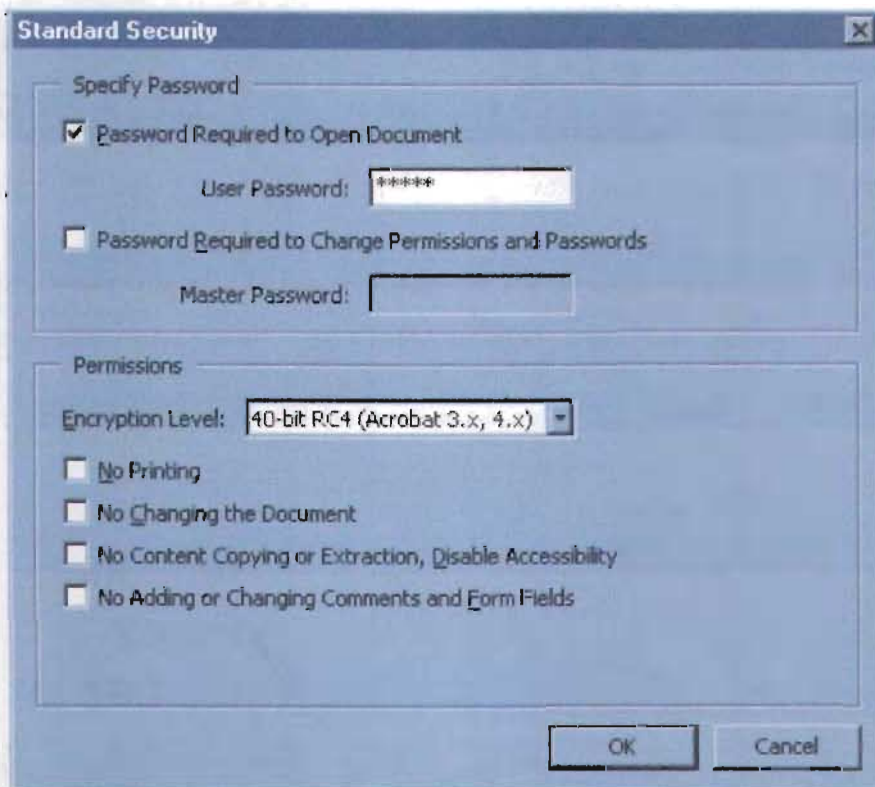 Standard Security
Specify Password
Password Required to Open Document
User Password: *****
Password Required to Change Permissions and Passwords
Master Password:
Permissions
Encryption Level: 40-bit RC4 (Acrobat 3.x, 4.x)
No Printing
No Changing the Document
No Content Copying or Extraction, Disable Accessibility
No Adding or Changing Comments and Form Fields
OK Cancel